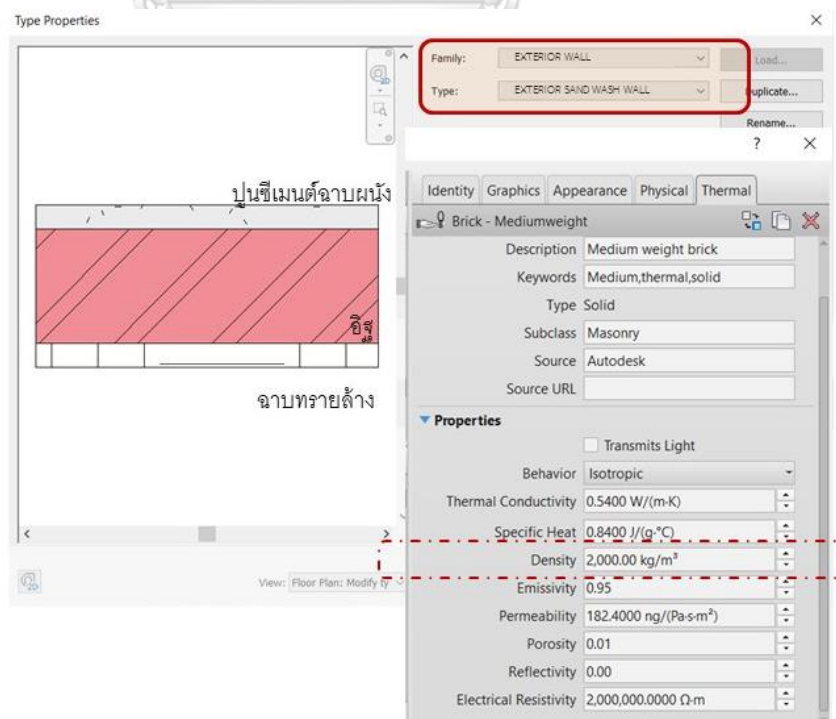 Type Properties
Family: EXTERIOR WALL
Load...
Type: EXTERIOR SAND WASH WALL
Duplicate...
Rename...
?
ปูนซีเมนต์ฉาบผนัง
อิฐ
ฉาบทรายล้าง
View: Floor Plan: Modify ty
Identity Graphics Appearance Physical Thermal
Brick - Mediumweight
Description Medium weight brick
Keywords Medium,thermal,solid
Type Solid
Subclass Masonry
Source Autodesk
Source URL
Properties
Transmits Light
Behavior Isotropic
Thermal Conductivity 0.5400 W/(m·K)
Specific Heat 0.8400 J/(g·°C)
Density 2,000.00 kg/m³
Emissivity 0.95
Permeability 182.4000 ng/(Pa·s·m²)
Porosity 0.01
Reflectivity 0.00
Electrical Resistivity 2,000,000.0000 Ω·m